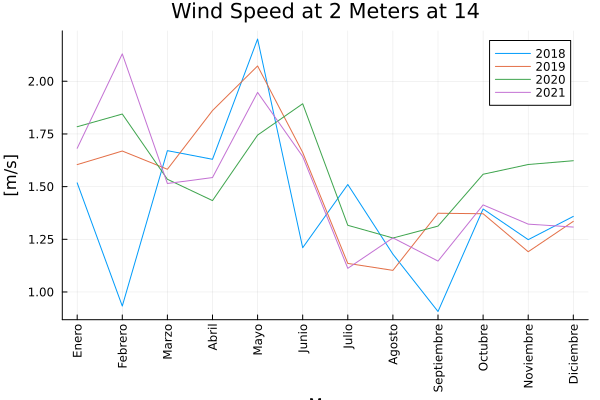 Wind Speed at 2 Meters at 14
[m/s]
2.00
1.75
1.50
1.25
1.00
2018
2019
2020
2021
Enero
Febrero
Marzo
Abril
Mayo
Junio
Julio
Agosto
Septiembre
Octubre
Noviembre
Diciembre